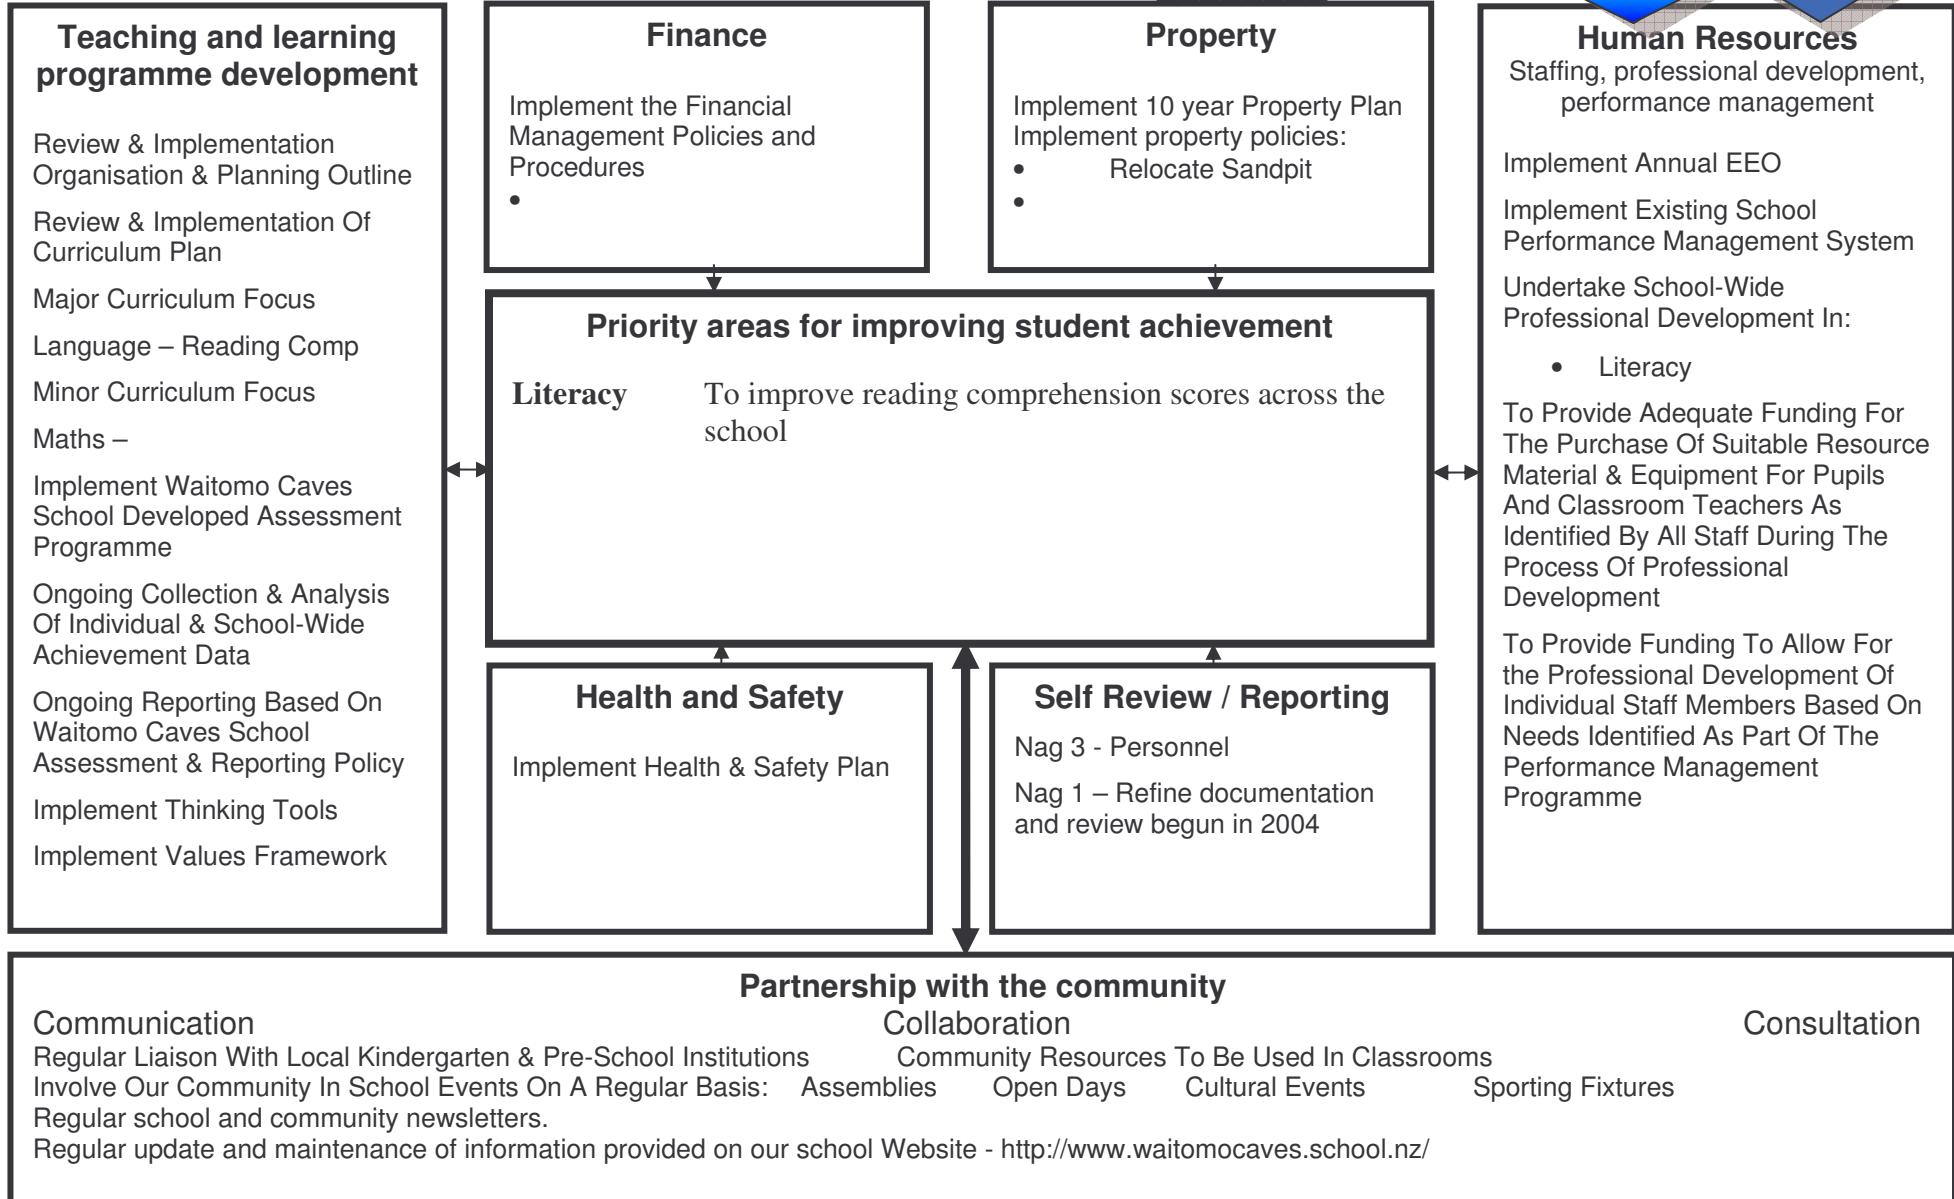 Teaching and learning
programme development
Review & Implementation
Organisation & Planning Outline
Review & Implementation Of
Curriculum Plan
Major Curriculum Focus
Language – Reading Comp
Minor Curriculum Focus
Maths –
Implement Waitomo Caves
School Developed Assessment
Programme
Ongoing Collection & Analysis
Of Individual & School-Wide
Achievement Data
Ongoing Reporting Based On
Waitomo Caves School
Assessment & Reporting Policy
Implement Thinking Tools
Implement Values Framework
Finance
Implement the Financial
Management Policies and
Procedures
•
Property
Implement 10 year Property Plan
Implement property policies:
• Relocate Sandpit
•
Human Resources
Staffing, professional development,
performance management
Implement Annual EEO
Implement Existing School
Performance Management System
Undertake School-Wide
Professional Development In:
• Literacy
To Provide Adequate Funding For
The Purchase Of Suitable Resource
Material & Equipment For Pupils
And Classroom Teachers As
Identified By All Staff During The
Process Of Professional
Development
To Provide Funding To Allow For
the Professional Development Of
Individual Staff Members Based On
Needs Identified As Part Of The
Performance Management
Programme
Priority areas for improving student achievement
Literacy To improve reading comprehension scores across the
school
Health and Safety
Implement Health & Safety Plan
Self Review / Reporting
Nag 3 - Personnel
Nag 1 – Refine documentation
and review begun in 2004
Partnership with the community
Communication Collaboration Consultation
Regular Liaison With Local Kindergarten & Pre-School Institutions Community Resources To Be Used In Classrooms
Involve Our Community In School Events On A Regular Basis: Assemblies Open Days Cultural Events Sporting Fixtures
Regular school and community newsletters.
Regular update and maintenance of information provided on our school Website - http://www.waitomocaves.school.nz/